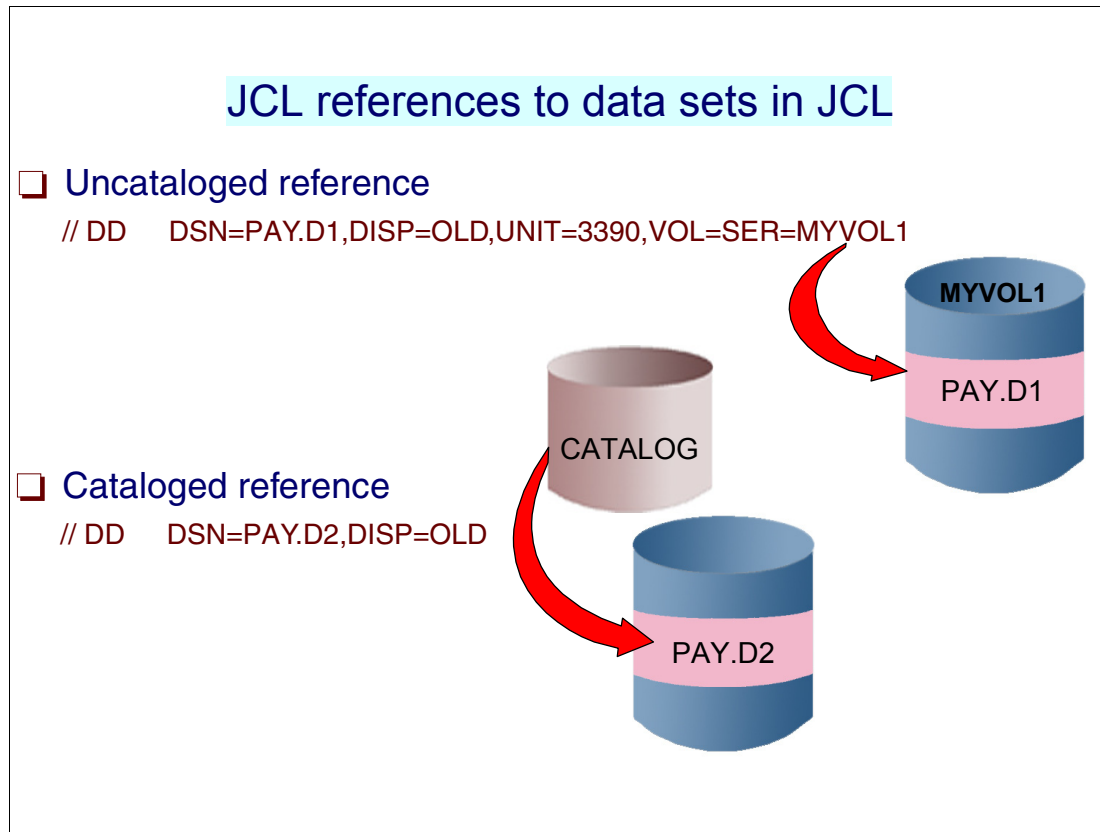 JCL references to data sets in JCL
Uncataloged reference
// DD DSN=PAY.D1,DISP=OLD,UNIT=3390,VOL=SER=MYVOL1
MYVOL1
PAY.D1
CATALOG
Cataloged reference
// DD DSN=PAY.D2,DISP=OLD
PAY.D2